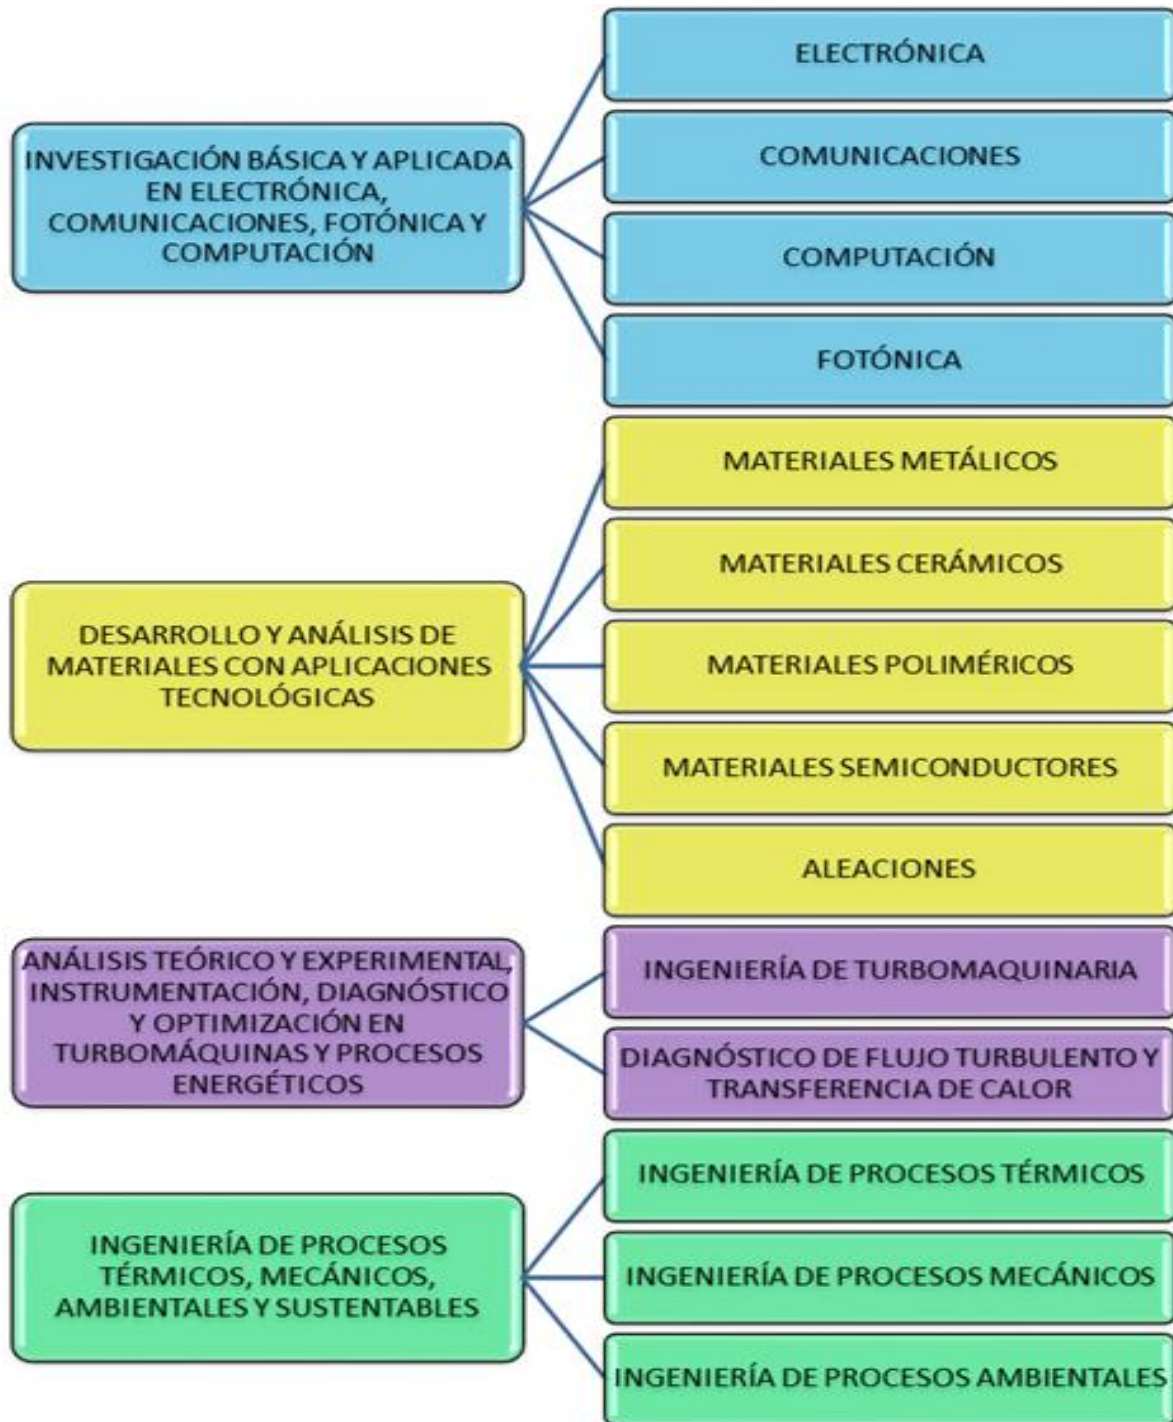 INVESTIGACIÓN BÁSICA Y APLICADA
EN ELECTRÓNICA,
COMUNICACIONES, FOTÓNICA Y
COMPUTACIÓN
ELECTRÓNICA
COMUNICACIONES
COMPUTACIÓN
FOTÓNICA
DESARROLLO Y ANÁLISIS DE
MATERIALES CON APLICACIONES
TECNOLÓGICAS
MATERIALES METÁLICOS
MATERIALES CERÁMICOS
MATERIALES POLIMÉRICOS
MATERIALES SEMICONDUCTORES
ALEACIONES
ANÁLISIS TEÓRICO Y EXPERIMENTAL,
INSTRUMENTACIÓN, DIAGNÓSTICO
Y OPTIMIZACIÓN EN
TURBOMÁQUINAS Y PROCESOS
ENERGÉTICOS
INGENIERÍA DE TURBOMAQUINARIA
DIAGNÓSTICO DE FLUJO TURBULENTO Y
TRANSFERENCIA DE CALOR
INGENIERÍA DE PROCESOS
TÉRMICOS, MECÁNICOS,
AMBIENTALES Y SUSTENTABLES
INGENIERÍA DE PROCESOS TÉRMICOS
INGENIERÍA DE PROCESOS MECÁNICOS
INGENIERÍA DE PROCESOS AMBIENTALES